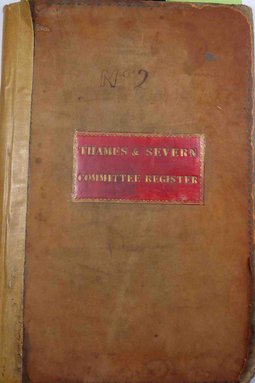 No 2
THAMES & SEVERN
COMMITTEE REGISTER